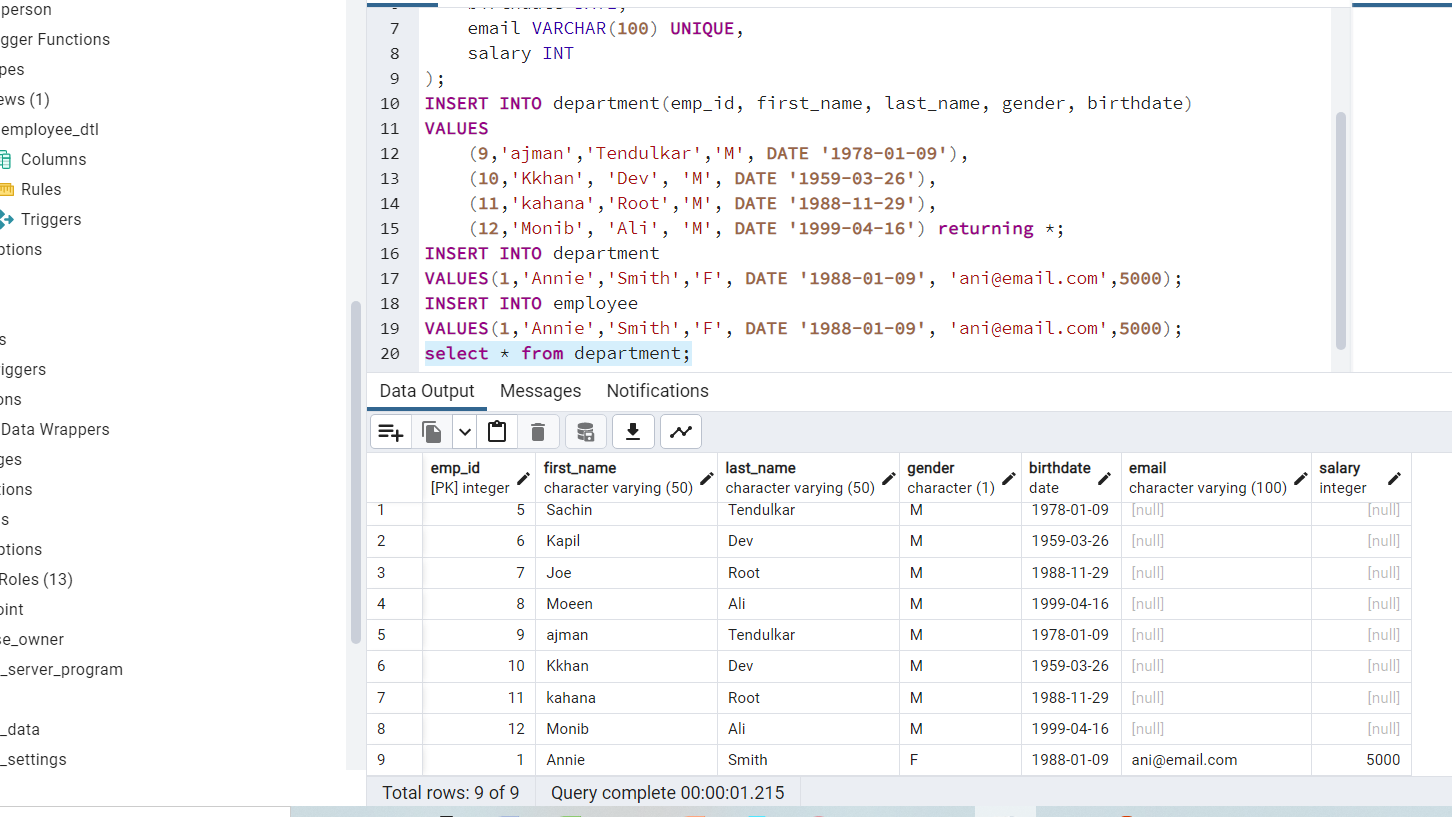 person
gger Functions
pes
ews (1)
employee_dtl
Columns
Rules
Triggers
otions
s
iggers
ons
Data Wrappers
ges
tions
s
otions
Roles (13)
oint
se_owner
_server_program
_data
_settings
7 email VARCHAR(100) UNIQUE,
8 salary INT
9 );
10 INSERT INTO department(emp_id, first_name, last_name, gender, birthdate)
11 VALUES
12 (9,'ajman','Tendulkar','M', DATE '1978-01-09'),
13 (10,'Kkhan', 'Dev', 'M', DATE '1959-03-26'),
14 (11,'kahana','Root','M', DATE '1988-11-29'),
15 (12,'Monib', 'Ali', 'M', DATE '1999-04-16') returning *;
16 INSERT INTO department
17 VALUES(1,'Annie','Smith','F', DATE '1988-01-09', 'ani@email.com',5000);
18 INSERT INTO employee
19 VALUES(1,'Annie','Smith','F', DATE '1988-01-09', 'ani@email.com',5000);
20 select * from department;
Data Output Messages Notifications
emp_id first_name last_name gender birthdate email salary
[PK] integer character varying (50) character varying (50) character (1) date character varying (100) integer
1 5 Sachin Tendulkar M 1978-01-09 [null] [null]
2 6 Kapil Dev M 1959-03-26 [null] [null]
3 7 Joe Root M 1988-11-29 [null] [null]
4 8 Moeen Ali M 1999-04-16 [null] [null]
5 9 ajman Tendulkar M 1978-01-09 [null] [null]
6 10 Kkhan Dev M 1959-03-26 [null] [null]
7 11 kahana Root M 1988-11-29 [null] [null]
8 12 Monib Ali M 1999-04-16 [null] [null]
9 1 Annie Smith F 1988-01-09 ani@email.com 5000
Total rows: 9 of 9 Query complete 00:00:01.215